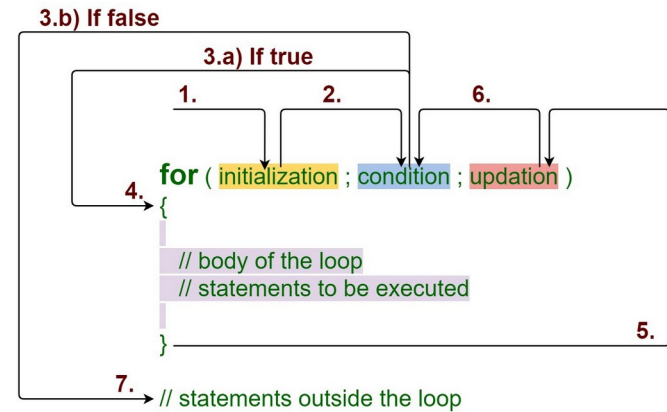 3.b) If false
3.a) If true
1. 2. 6.
for ( initialization ; condition ; updation )
4. {
// body of the loop
// statements to be executed
} 5.
7. // statements outside the loop